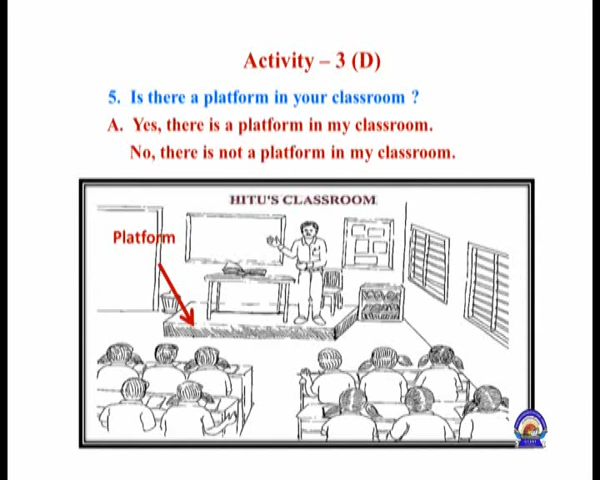 Activity – 3 (D)
5. Is there a platform in your classroom ?
A. Yes, there is a platform in my classroom.
No, there is not a platform in my classroom.
HITU'S CLASSROOM
Platform